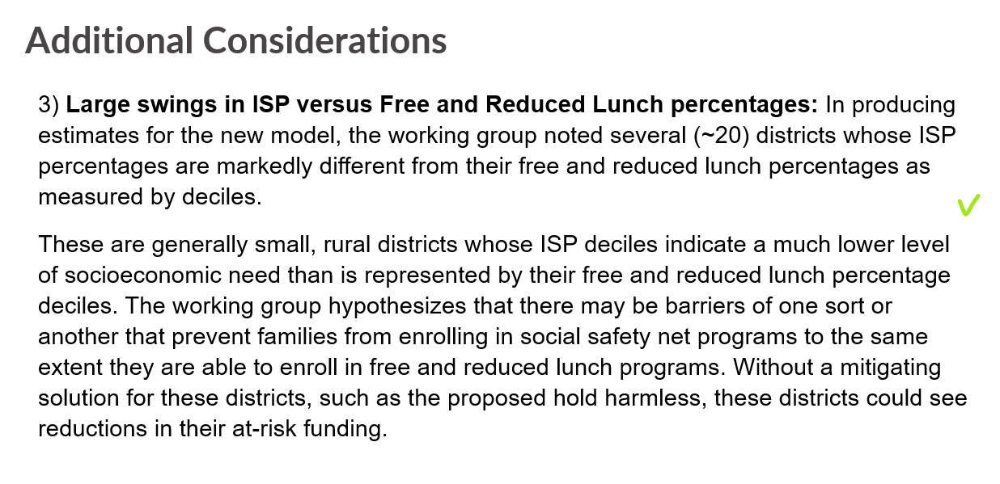 Additional Considerations
3) Large swings in ISP versus Free and Reduced Lunch percentages: In producing
estimates for the new model, the working group noted several (~20) districts whose ISP
percentages are markedly different from their free and reduced lunch percentages as
measured by deciles.
These are generally small, rural districts whose ISP deciles indicate a much lower level
of socioeconomic need than is represented by their free and reduced lunch percentage
deciles. The working group hypothesizes that there may be barriers of one sort or
another that prevent families from enrolling in social safety net programs to the same
extent they are able to enroll in free and reduced lunch programs. Without a mitigating
solution for these districts, such as the proposed hold harmless, these districts could see
reductions in their at-risk funding.